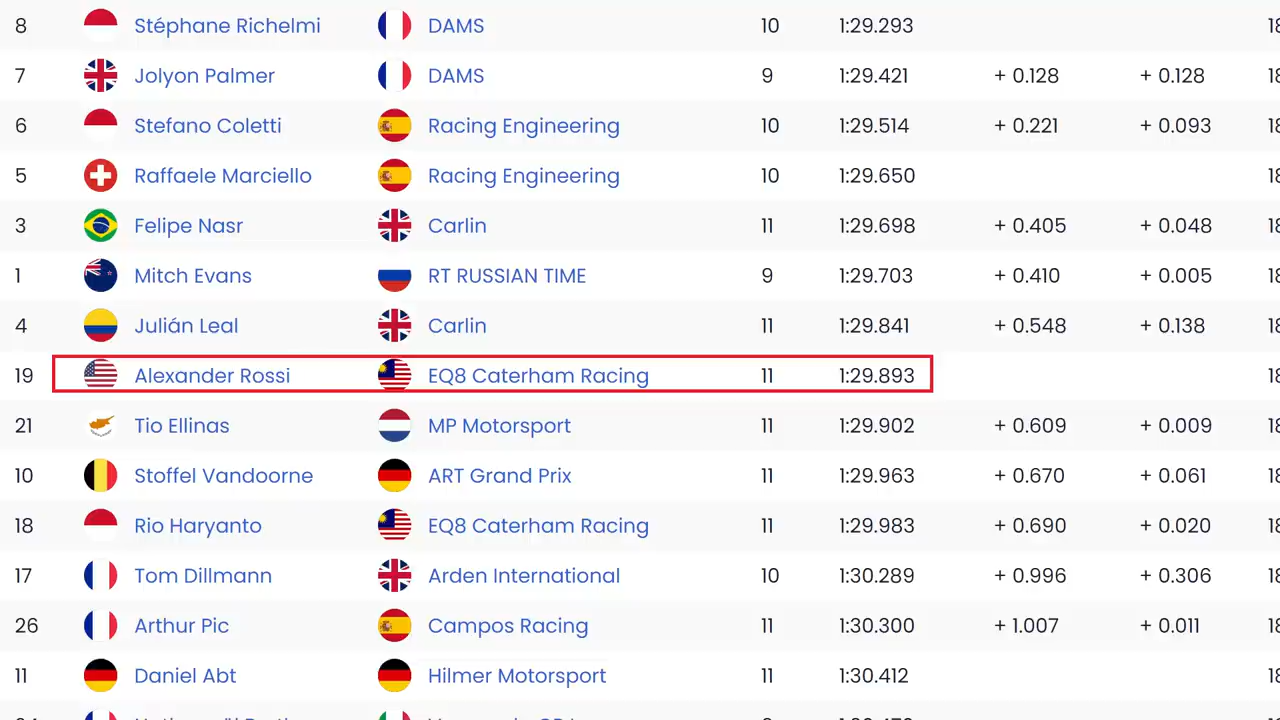 8 Stéphane Richelmi DAMS 10 1:29.293
7 Jolyon Palmer DAMS 9 1:29.421 + 0.128 + 0.128
6 Stefano Coletti Racing Engineering 10 1:29.514 + 0.221 + 0.093
5 Raffaele Marciello Racing Engineering 10 1:29.650
3 Felipe Nasr Carlin 11 1:29.698 + 0.405 + 0.048
1 Mitch Evans RT RUSSIAN TIME 9 1:29.703 + 0.410 + 0.005
4 Julián Leal Carlin 11 1:29.841 + 0.548 + 0.138
19 Alexander Rossi EQ8 Caterham Racing 11 1:29.893
21 Tio Ellinas MP Motorsport 11 1:29.902 + 0.609 + 0.009
10 Stoffel Vandoorne ART Grand Prix 11 1:29.963 + 0.670 + 0.061
18 Rio Haryanto EQ8 Caterham Racing 11 1:29.983 + 0.690 + 0.020
17 Tom Dillmann Arden International 10 1:30.289 + 0.996 + 0.306
26 Arthur Pic Campos Racing 11 1:30.300 + 1.007 + 0.011
11 Daniel Abt Hilmer Motorsport 11 1:30.412